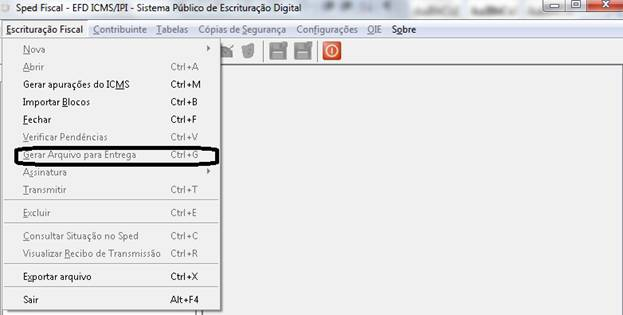 Sped Fiscal - EFD ICMS/IPI - Sistema Público de Escrituração Digital
Escrituração Fiscal Contribuinte Tabelas Cópias de Segurança Configurações QIE Sobre
Nova
Abrir Ctrl+A
Gerar apurações do ICMS Ctrl+M
Importar Blocos Ctrl+B
Fechar Ctrl+F
Verificar Pendências Ctrl+V
Gerar Arquivo para Entrega Ctrl+G
Assinatura
Transmitir Ctrl+T
Excluir Ctrl+E
Consultar Situação no Sped Ctrl+C
Visualizar Recibo de Transmissão Ctrl+R
Exportar arquivo Ctrl+X
Sair Alt+F4